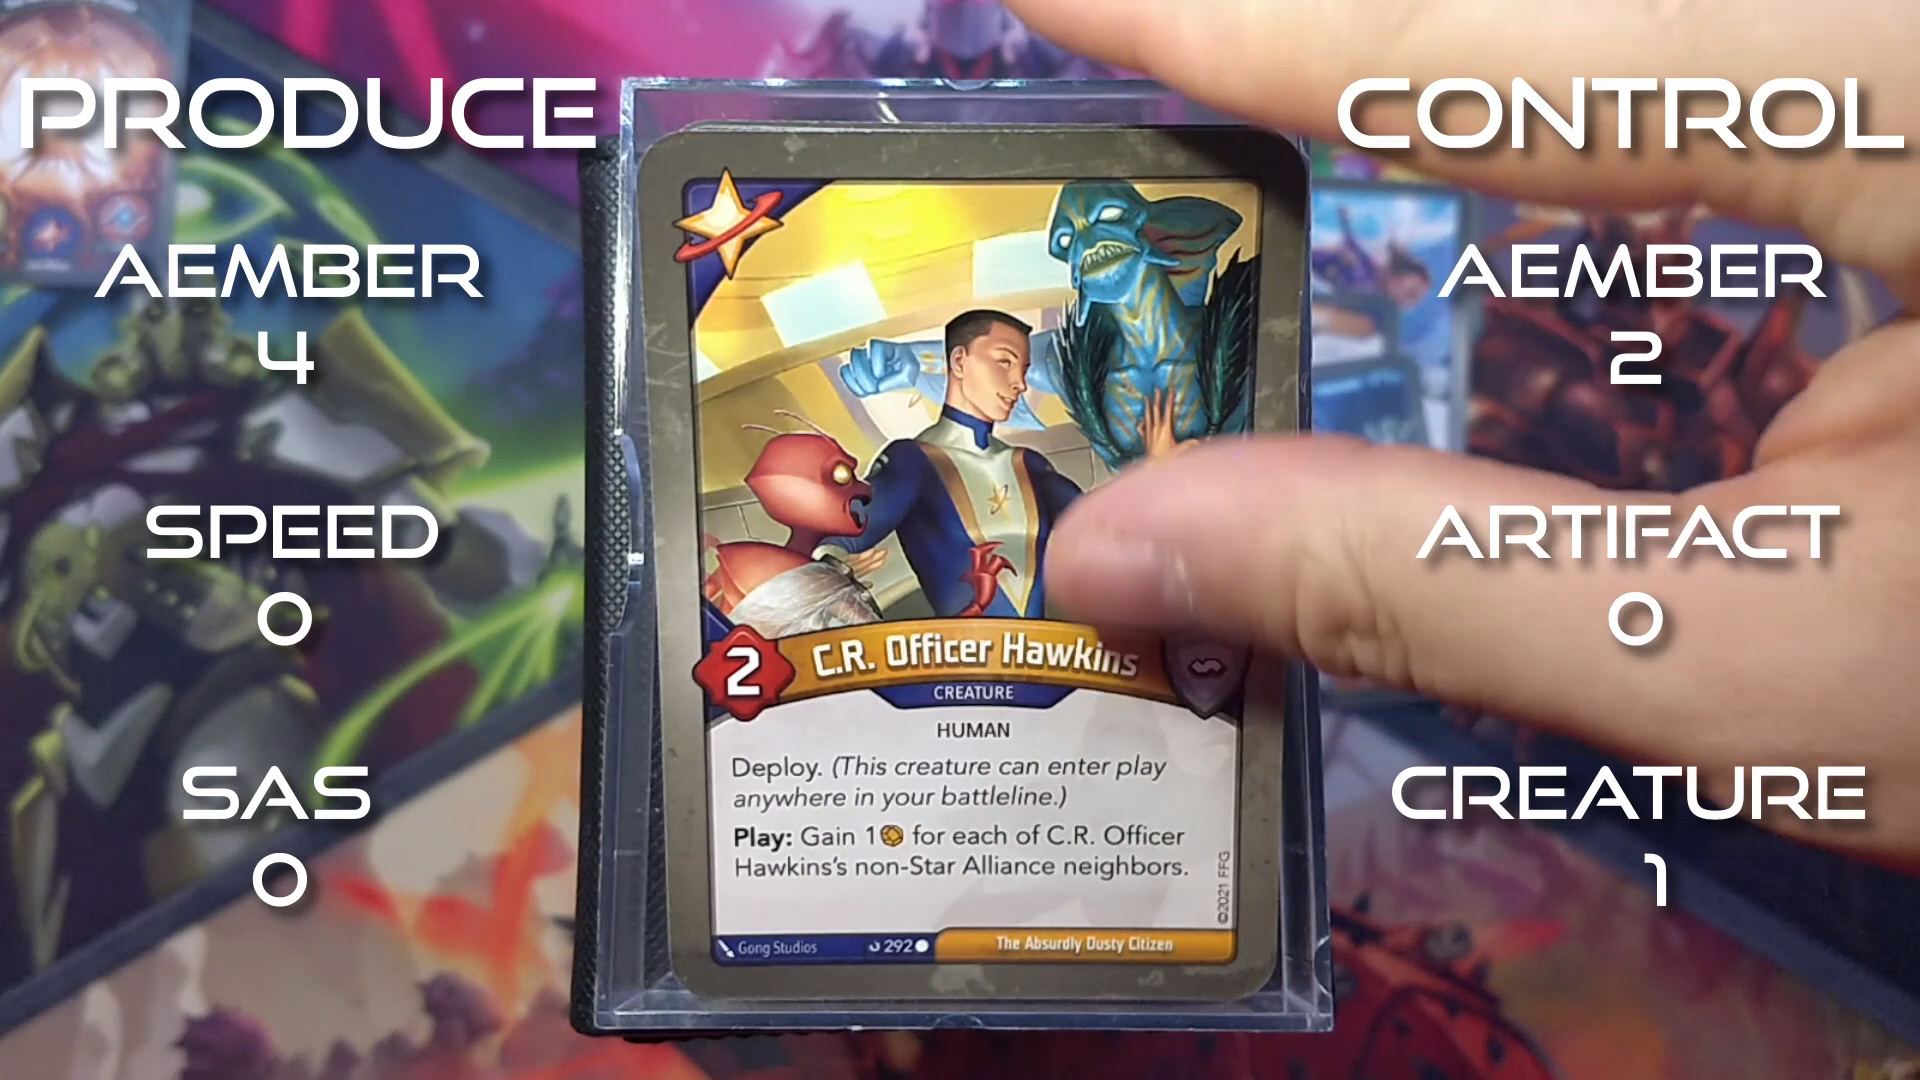 PRODUCE
AEMBER
4
SPEED
0
SAS
0
C.R. Officer Hawkins
2
CREATURE
HUMAN
Deploy. (This creature can enter play
anywhere in your battleline.)
Play: Gain 1 for each of C.R. Officer
Hawkins's non-Star Alliance neighbors.
©2021 FFG
Gong Studios
292
The Absurdly Dusty Citizen
CONTROL
AEMBER
2
ARTIFACT
0
CREATURE
1